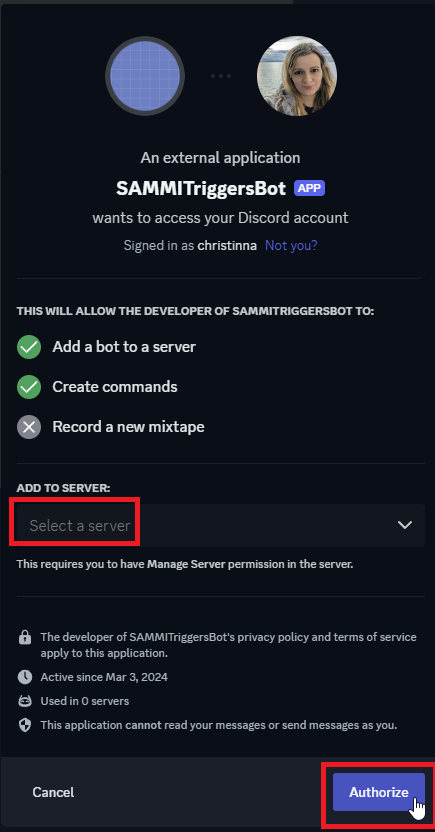 An external application
SAMMITriggersBot APP
wants to access your Discord account
Signed in as christinna Not you?
THIS WILL ALLOW THE DEVELOPER OF SAMMITRIGGERSBOT TO:
Add a bot to a server
Create commands
Record a new mixtape
ADD TO SERVER:
Select a server
This requires you to have Manage Server permission in the server.
The developer of SAMMITriggersBot's privacy policy and terms of service
apply to this application.
Active since Mar 3, 2024
Used in 0 servers
This application cannot read your messages or send messages as you.
Cancel
Authorize